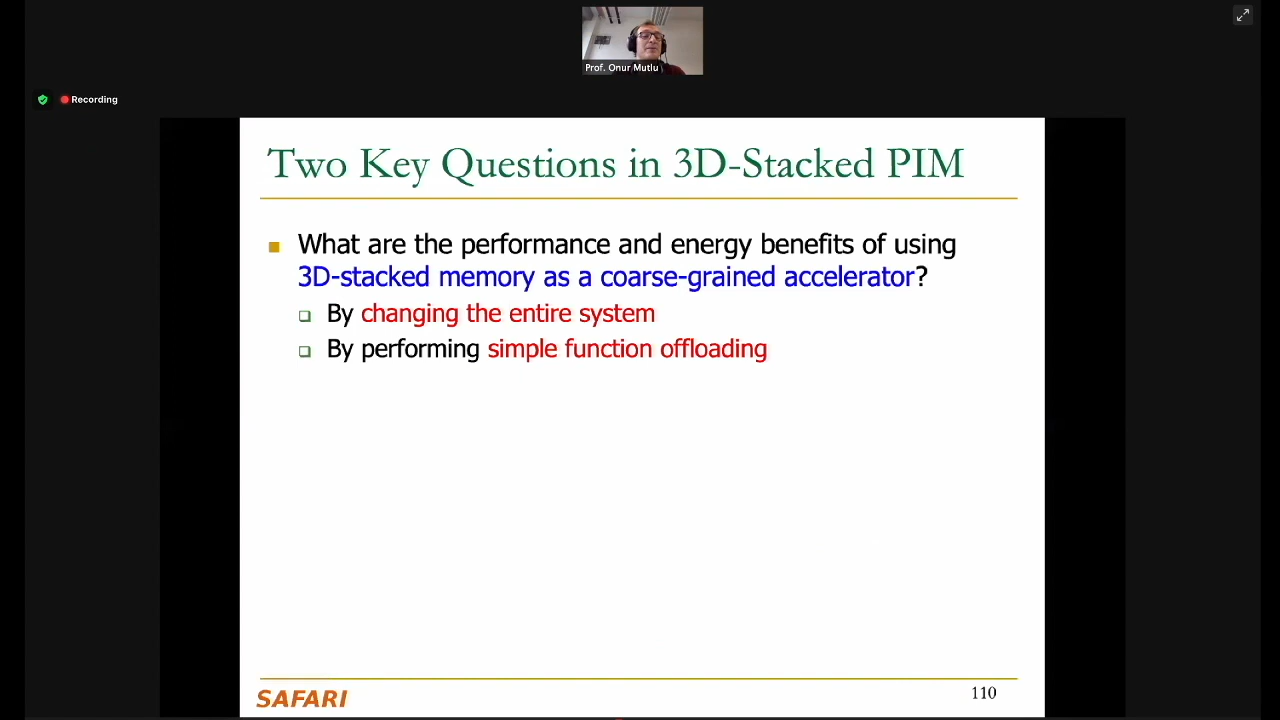 Prof. Onur Mutlu
Recording
Two Key Questions in 3D-Stacked PIM
What are the performance and energy benefits of using
3D-stacked memory as a coarse-grained accelerator?
By changing the entire system
By performing simple function offloading
SAFARI
110